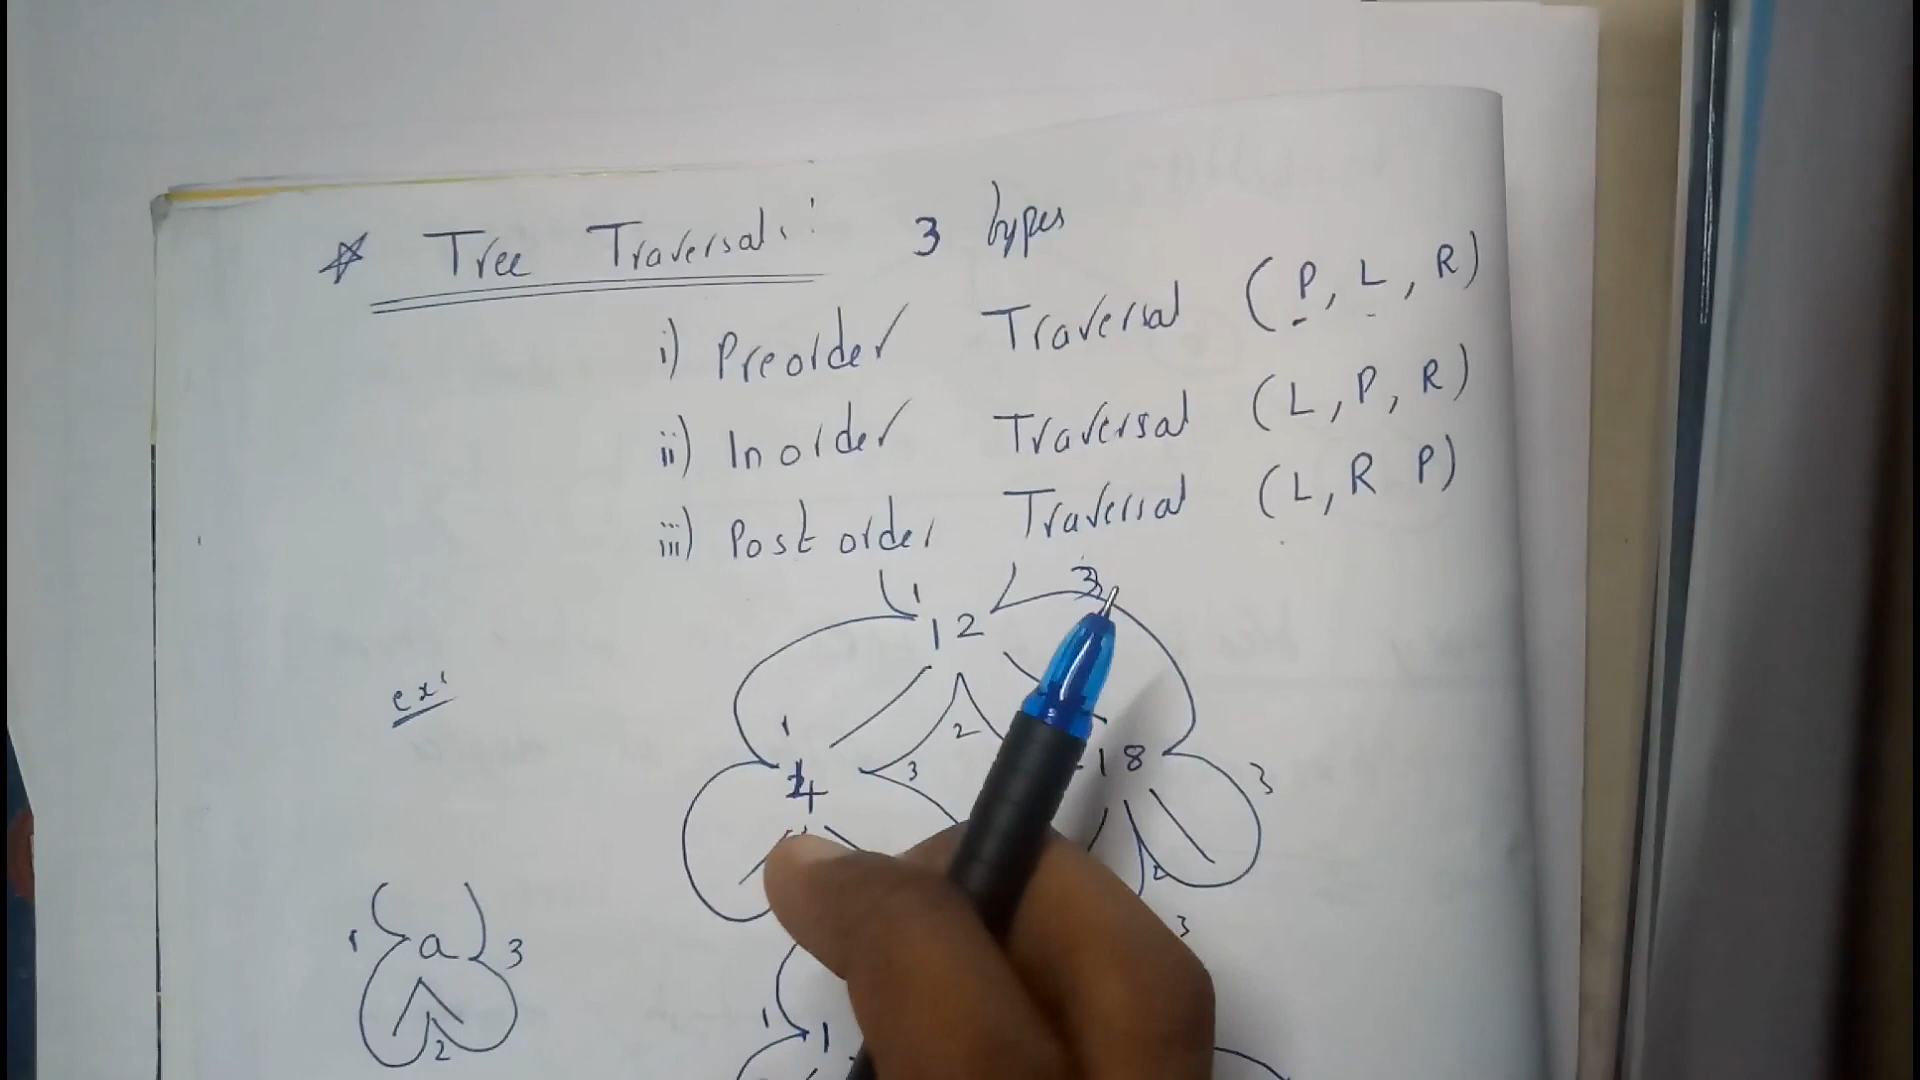 Tree Traversal: 3 types
i) Preorder Traversal (P, L, R)
ii) Inorder Traversal (L, P, R)
iii) Post order Traversal (L, R P)
1 3
12
ex:
1 2
4 3 18 3
2
1 a 3 3
2 1 1